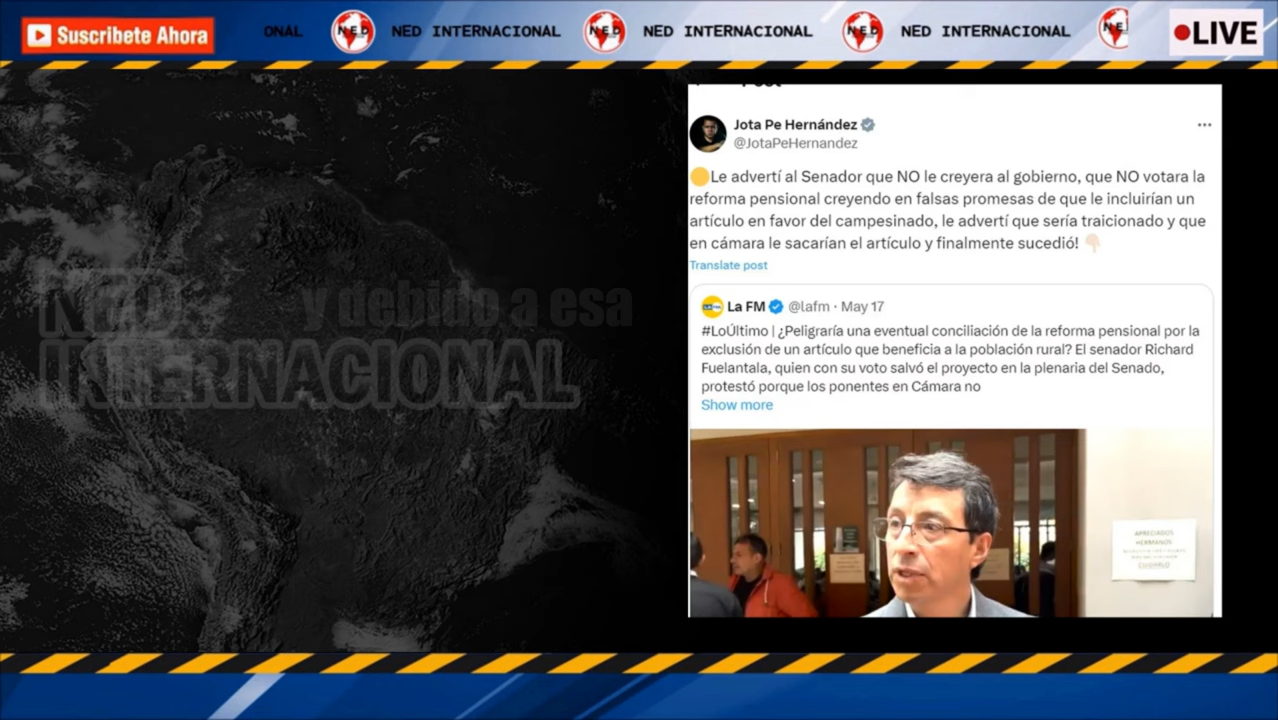 Suscribete Ahora
ONAL
NED
NED INTERNACIONAL
NED
NED INTERNACIONAL
NED
NED INTERNACIONAL
NED
LIVE
Post
Jota Pe Hernández
@JotaPeHernandez
Le advertí al Senador que NO le creyera al gobierno, que NO votara la
reforma pensional creyendo en falsas promesas de que le incluirían un
artículo en favor del campesinado, le advertí que sería traicionado y que
en cámara le sacarían el artículo y finalmente sucedió!
Translate post
La FM @lafm · May 17
#LoÚltimo | ¿Peligraría una eventual conciliación de la reforma pensional por la
exclusión de un artículo que beneficia a la población rural? El senador Richard
Fuelantala, quien con su voto salvó el proyecto en la plenaria del Senado,
protestó porque los ponentes en Cámara no
Show more
NED
INTERNACIONAL
y debido a esa
APRECIADOS
HERMANOS
CUIDARLO